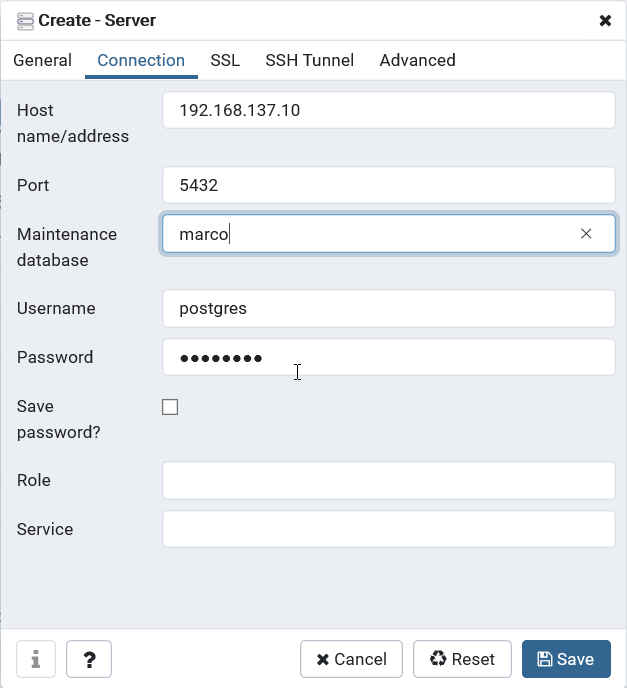 Create - Server
General Connection SSL SSH Tunnel Advanced
Host name/address 192.168.137.10
Port 5432
Maintenance database marco
Username postgres
Password ●●●●●●●●
Save password?
Role
Service
i ? Cancel Reset Save